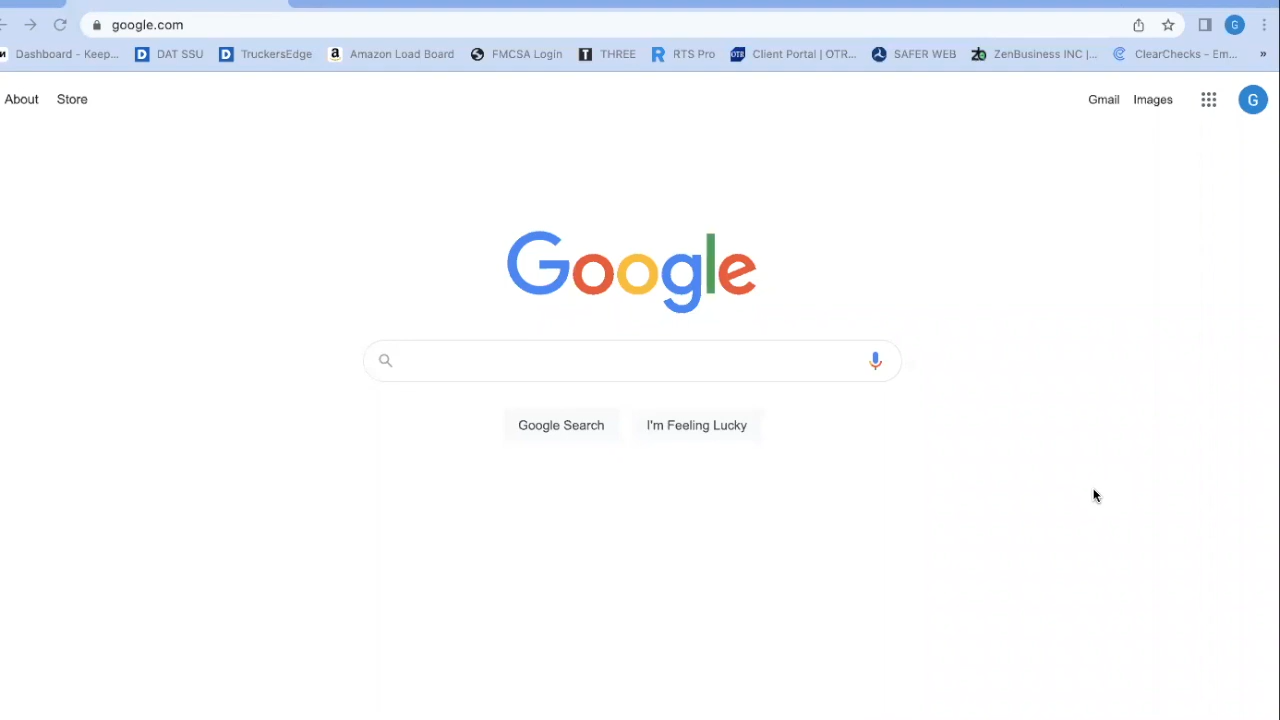 google.com
G
Dashboard - Keep... DAT SSU TruckersEdge Amazon Load Board FMCSA Login THREE RTS Pro Client Portal | OTR... SAFER WEB ZenBusiness INC |... ClearChecks - Em... »
About Store Gmail Images G
Google
Google Search I'm Feeling Lucky